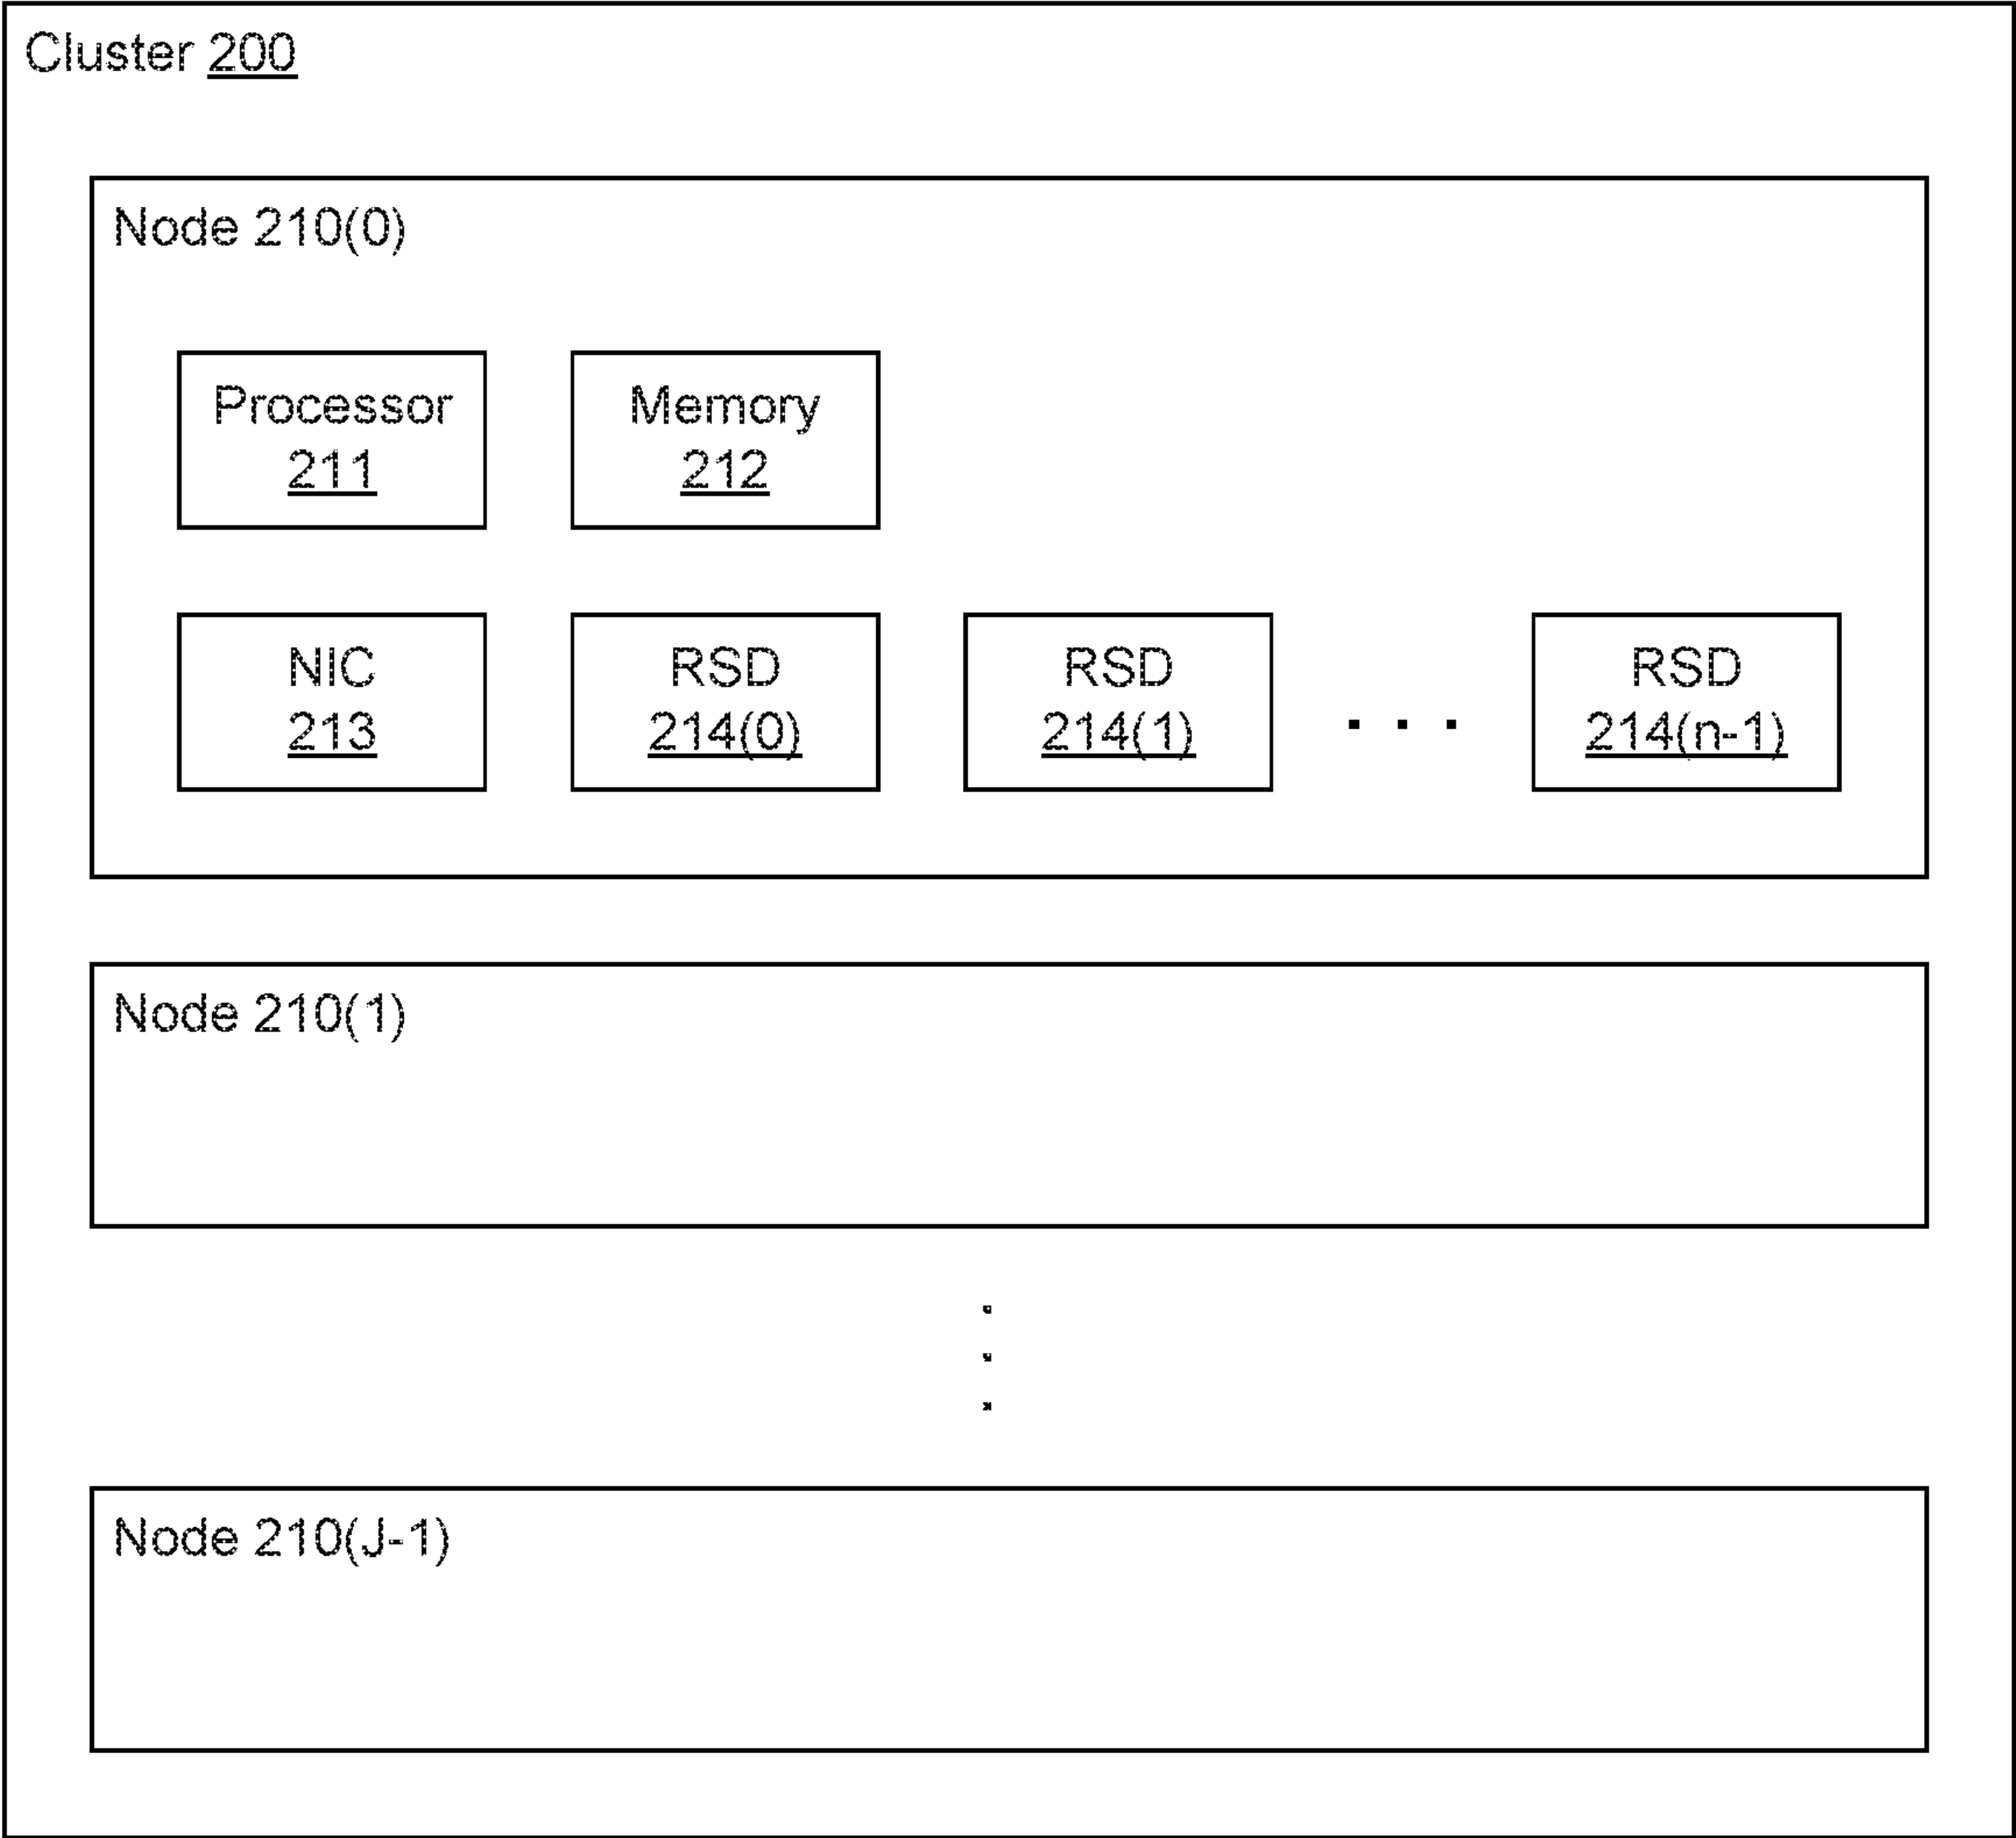 Cluster 200
Node 210(0)
Processor
211
Memory
212
NIC
213
RSD
214(0)
RSD
214(1)
. . .
RSD
214(n-1)
Node 210(1)
.
.
.
Node 210(J-1)